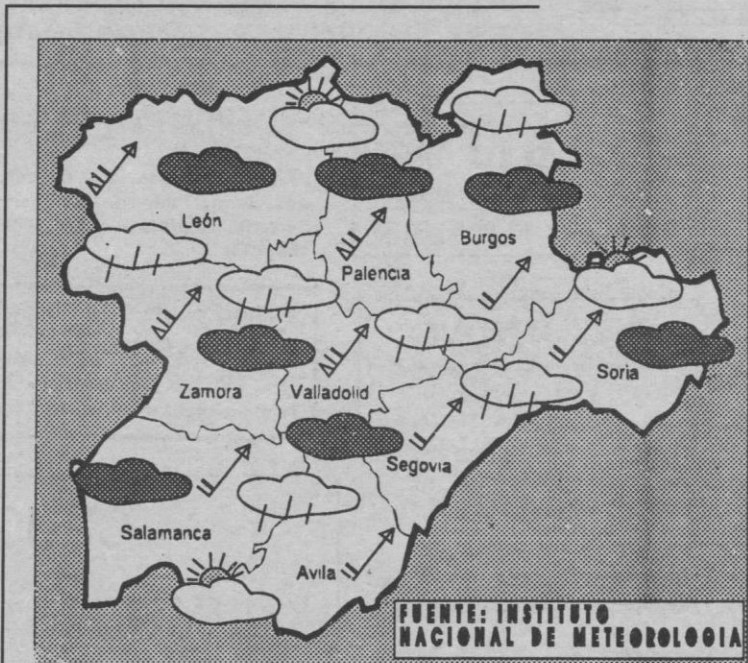 León
Burgos
Palencia
Soria
Zamora
Valladolid
Segovia
Salamanca
Avila
FUENTE: INSTITUTO
NACIONAL DE METEOROLOGIA